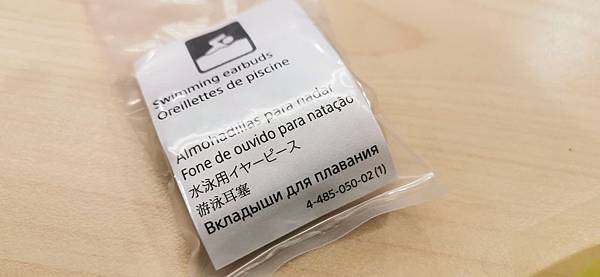 Swimming earbuds
Oreillettes de piscine
Almohadillas para nadar
Fone de ouvido para natação
水泳用イヤーピース
游泳耳塞
Вкладыши для плавания
4-485-050-02 (1)